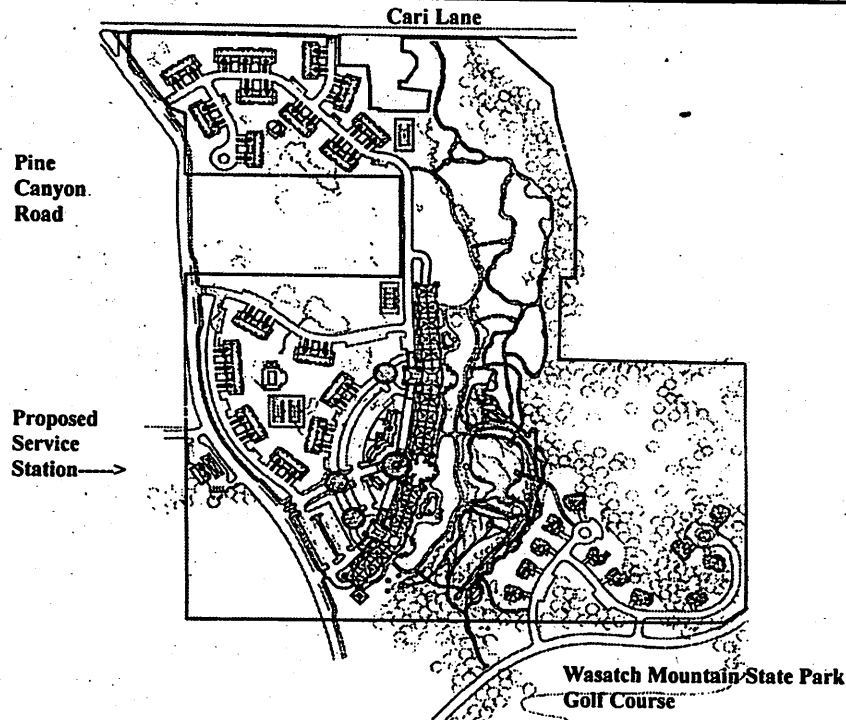 Cari Lane
Pine
Canyon
Road
Proposed
Service
Station---->
Wasatch Mountain State Park
Golf Course